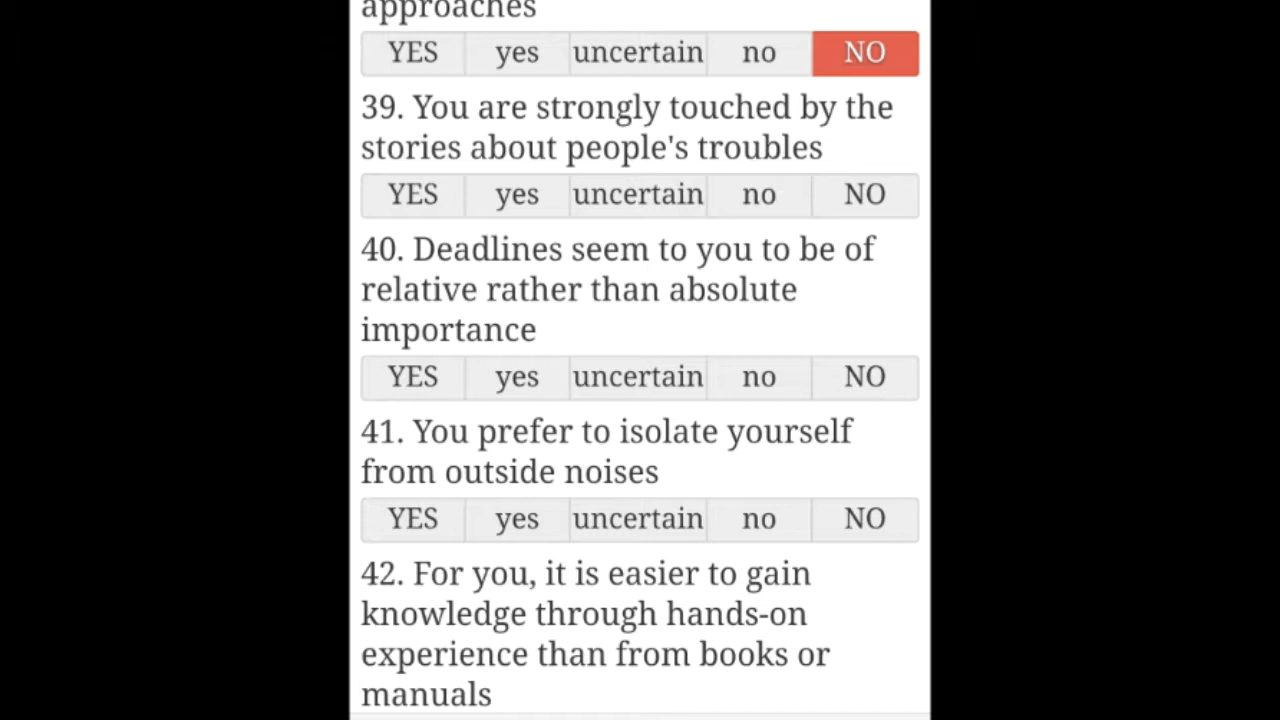 approaches
YES yes uncertain no NO
39. You are strongly touched by the
stories about people's troubles
YES yes uncertain no NO
40. Deadlines seem to you to be of
relative rather than absolute
importance
YES yes uncertain no NO
41. You prefer to isolate yourself
from outside noises
YES yes uncertain no NO
42. For you, it is easier to gain
knowledge through hands-on
experience than from books or
manuals